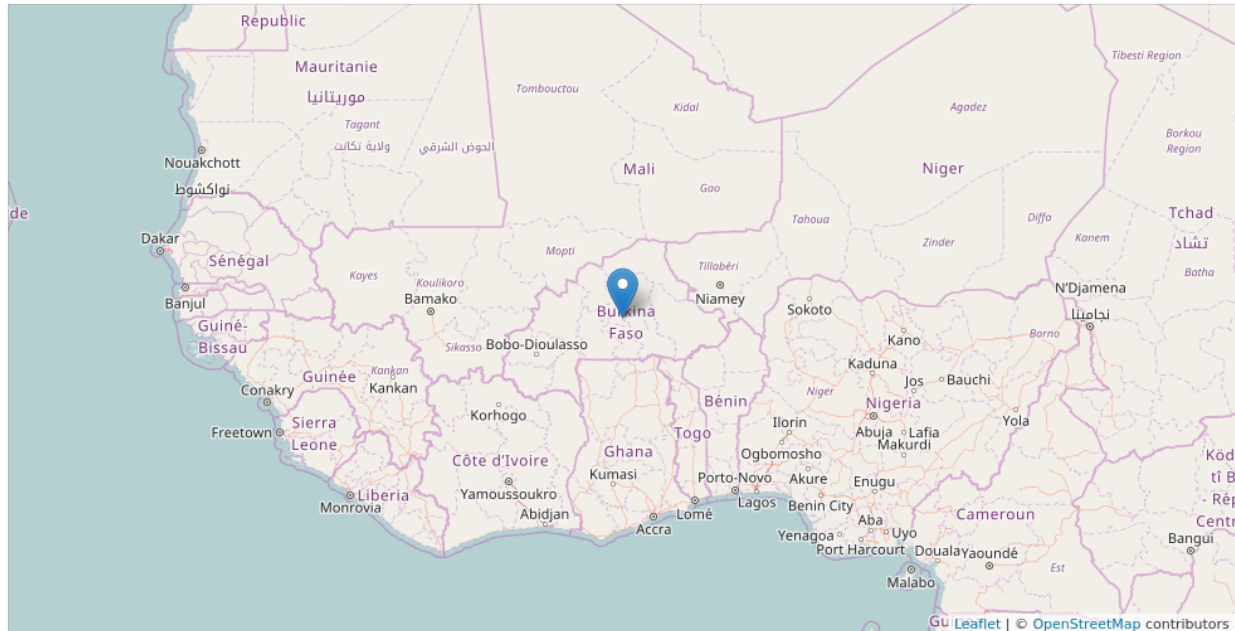 Republic
Mauritanie
موريتانيا
Tagant
ولاية تكانت
الحوض الشرقي
Nouakchott
نواكشوط
Tombouctou
Kidal
Mali
Gao
Agadez
Niger
Tibesti Region
Borkou
Region
Tchad
تشاد
Batha
Kanem
Diffa
Zinder
Tahoua
Tillabéri
Niamey
de
Dakar
Sénégal
Banjul
Guiné-
Bissau
Kayes
Koulikoro
Bamako
Mopti
Sikasso
Bobo-Dioulasso
Faso
Sokoto
N'Djamena
نجامينا
Borno
Kano
Kaduna
Jos
Bauchi
Niger
Nigeria
Abuja
Lafia
Makurdi
Yola
Guinée
Kankan
Kankan
Conakry
Freetown
Sierra
Leone
Korhogo
Côte d’Ivoire
Yamoussoukro
Abidjan
Liberia
Monrovia
Ghana
Kumasi
Accra
Togo
Lomé
Bénin
Porto-Novo
Lagos
Ilorin
Ogbomosho
Akure
Benin City
Enugu
Aba
Uyo
Yenagoa
Port Harcourt
Cameroun
Douala
Yaoundé
Malabo
Est
Köd
tî B
- Rép
Centr
Bangui
Leaflet | © OpenStreetMap contributors